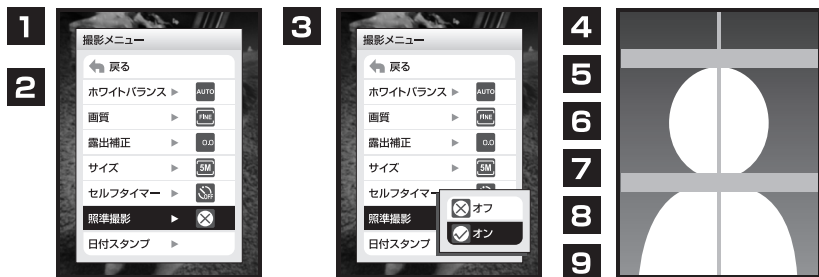 1
撮影メニュー
戻る
ホワイトバランス AUTO
画質 FINE
露出補正 0.0
サイズ 5M
セルフタイマー OFF
照準撮影
日付スタンプ
2
3
撮影メニュー
戻る
ホワイトバランス AUTO
画質 FINE
露出補正 0.0
サイズ 5M
セルフタイマー
オフ
照準撮影
オン
日付スタンプ
4
5
6
7
8
9